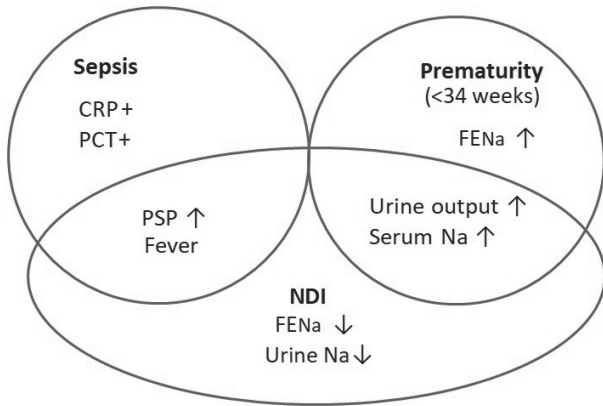 Sepsis
CRP+
PCT+
Prematurity
(<34 weeks)
FENa ↑
PSP ↑
Fever
Urine output ↑
Serum Na ↑
NDI
FENa ↓
Urine Na↓